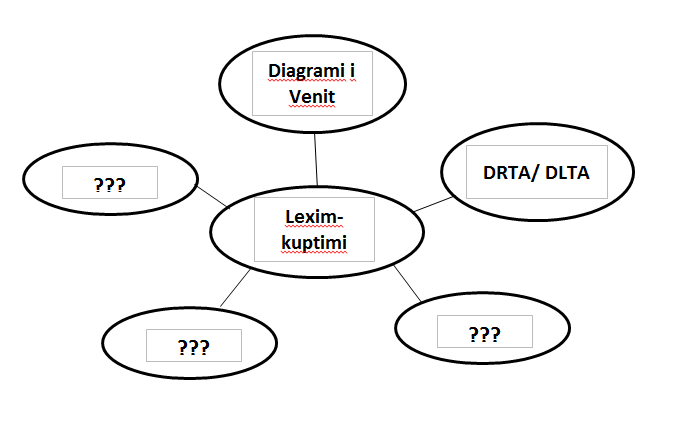 Diagrami i
Venit
DRTA/ DLTA
???
Lexim-
kuptimi
???
???